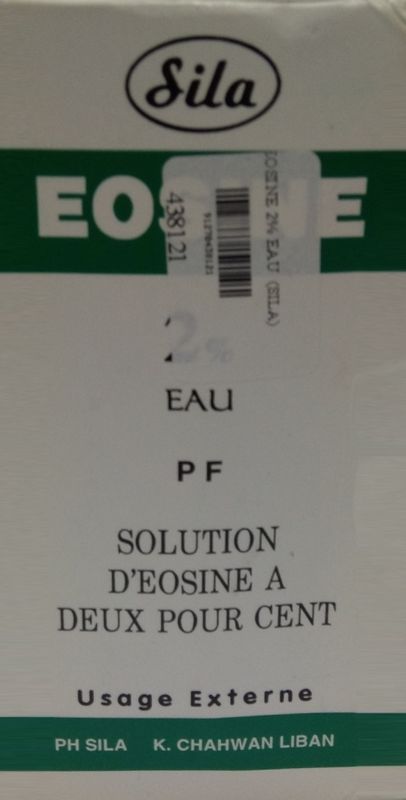 Sila
EOSINE
EOSINE 2% EAU (SILA)
438121
2%
EAU
PF
SOLUTION
D'EOSINE A
DEUX POUR CENT
Usage Externe
PH SILA K. CHAHWAN LIBAN